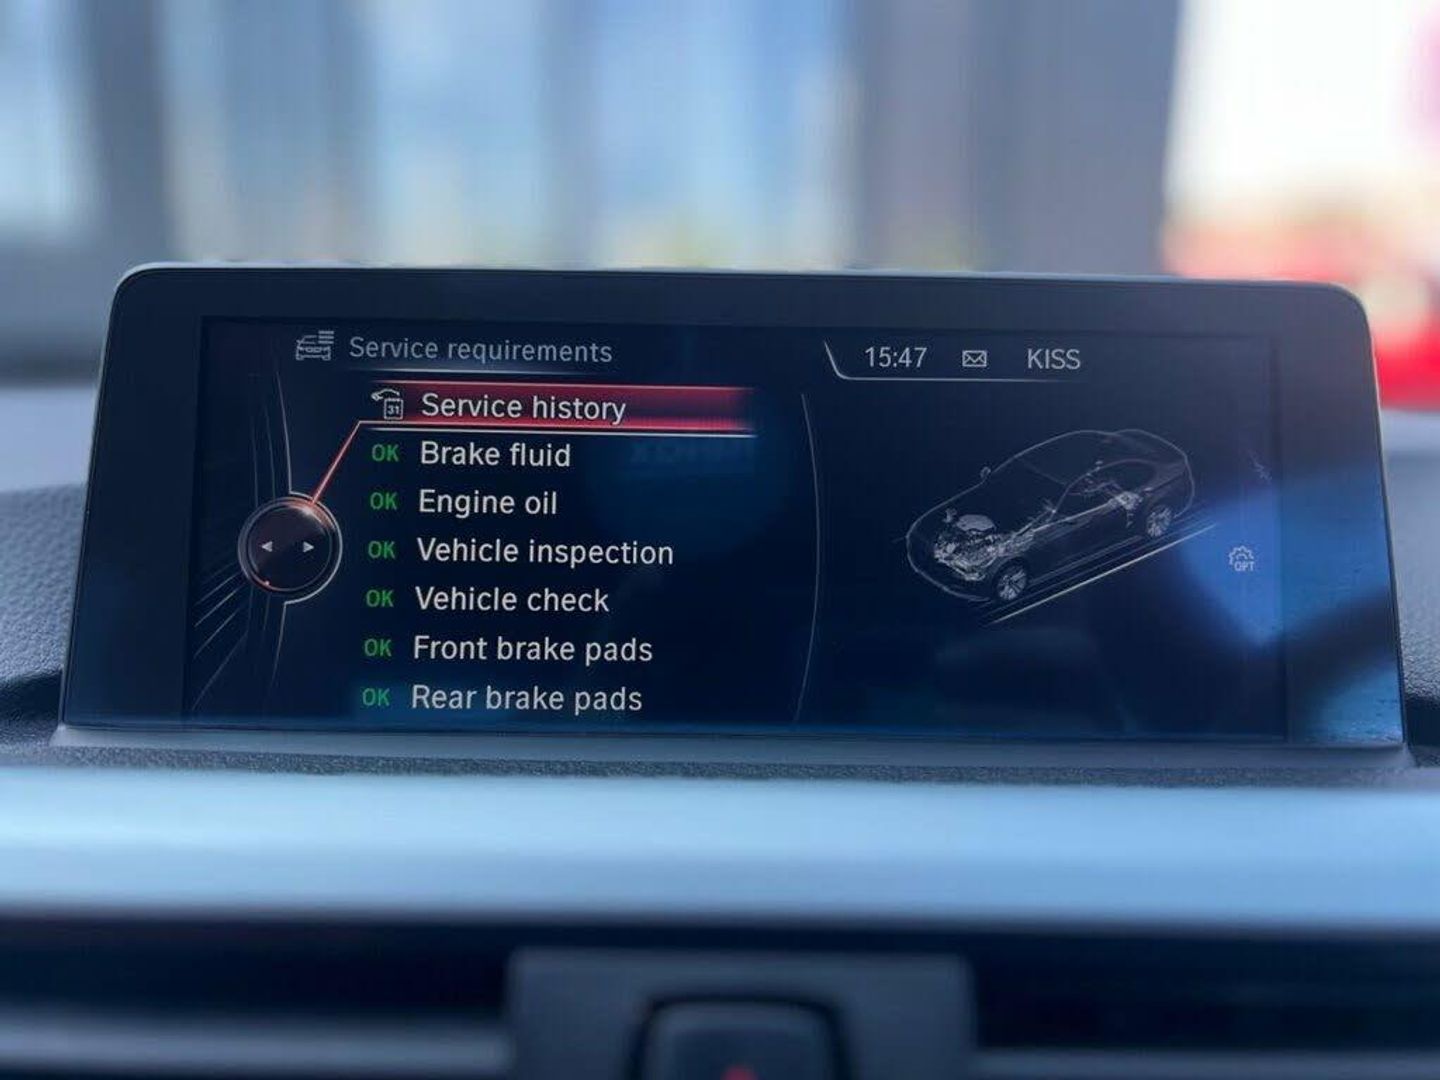 Service requirements
15:47 KISS
31 Service history
OK Brake fluid
OK Engine oil
OK Vehicle inspection
OK Vehicle check
OK Front brake pads
OK Rear brake pads
OPT